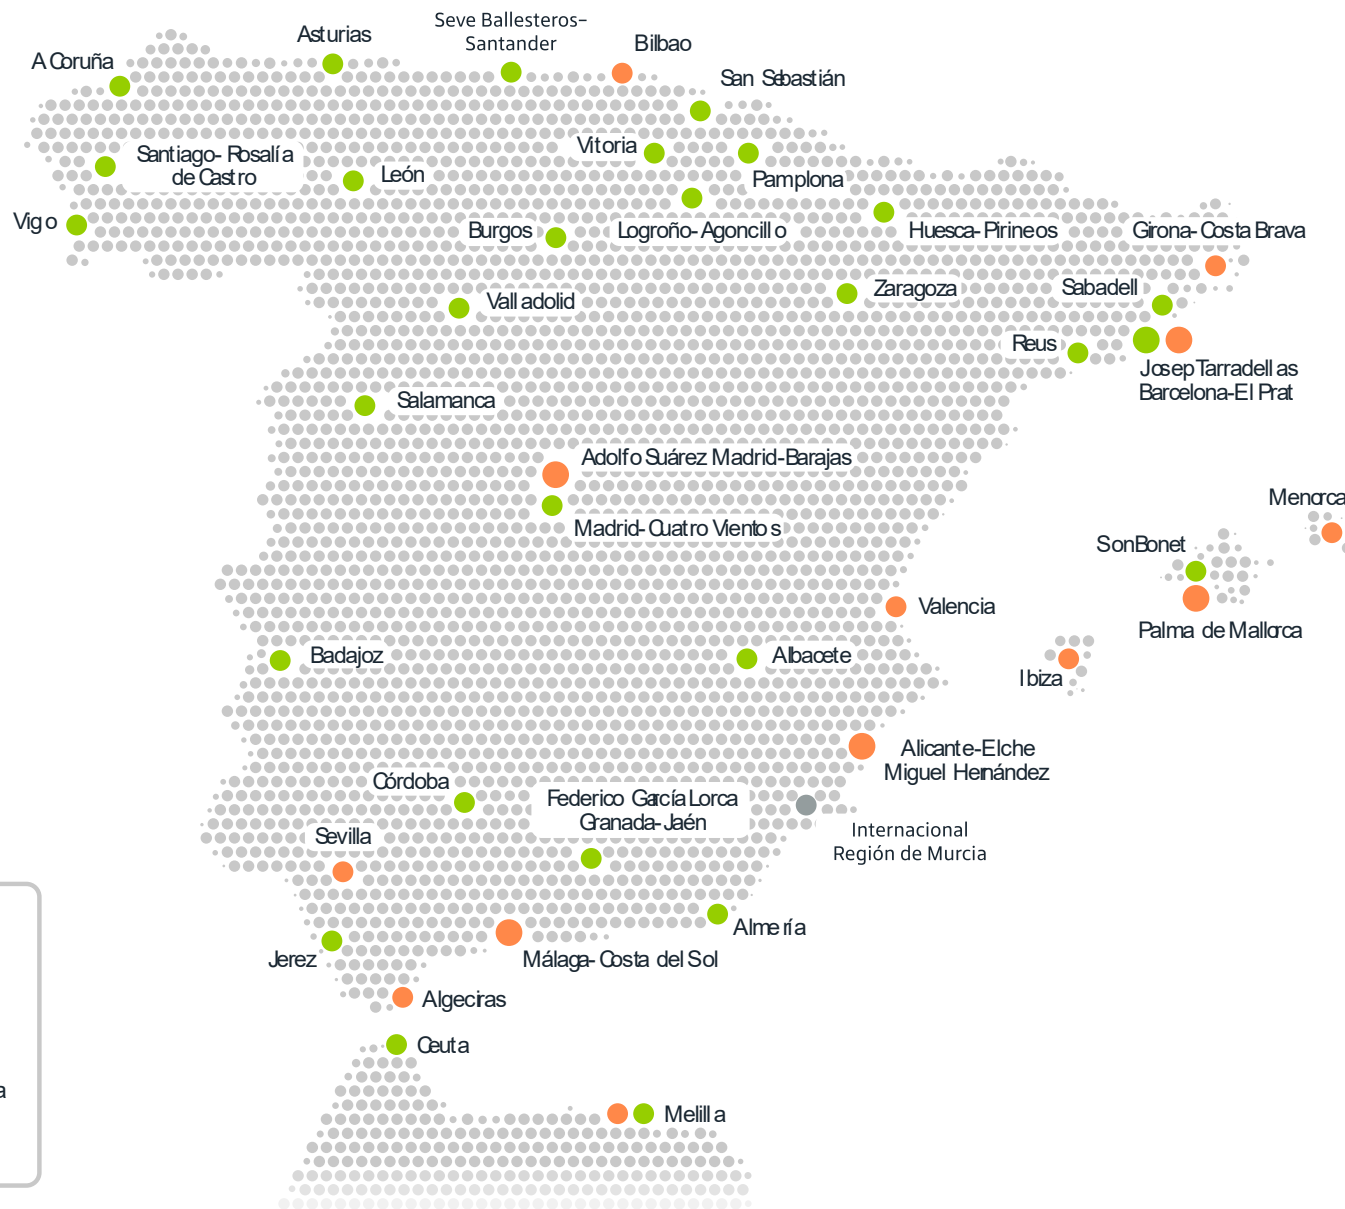 Seve Ballesteros-
Santander
Asturias
Bilbao
A Coruña
San Sebastián
Vitoria
Santiago-Rosalía
de Castro
León
Pamplona
Vigo
Burgos
Logroño-Agoncillo
Huesca-Pirineos
Girona-Costa Brava
Valladolid
Zaragoza
Sabadell
Reus
Josep Tarradellas
Barcelona-El Prat
Salamanca
Adolfo Suárez Madrid-Barajas
Menorca
Madrid-Cuatro Vientos
Son Bonet
Valencia
Palma de Mallorca
Badajoz
Albacete
Ibiza
Alicante-Elche
Miguel Hernández
Córdoba
Federico García Lorca
Granada-Jaén
Sevilla
Internacional
Región de Murcia
Almería
Jerez
Málaga-Costa del Sol
Algeciras
Ceuta
a
Melilla